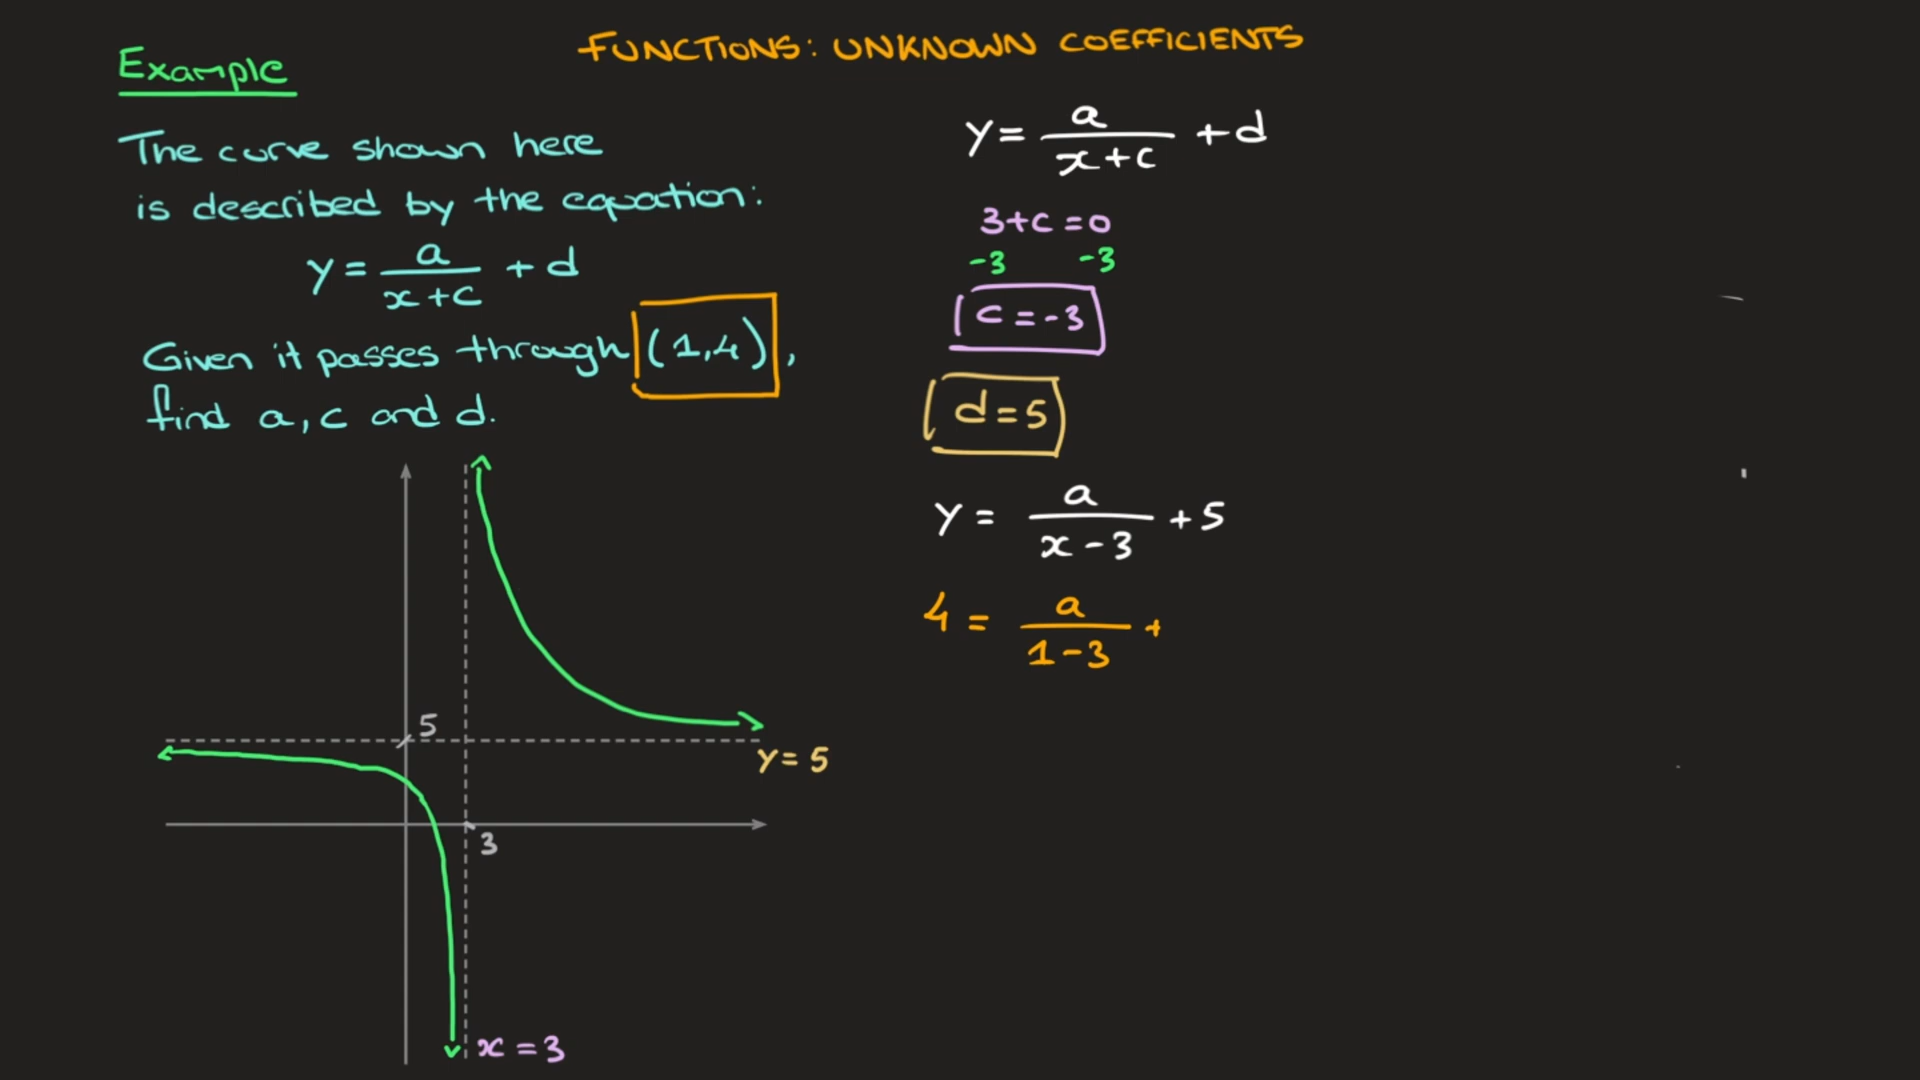 FUNCTIONS: UNKNOWN COEFFICIENTS
Example
The curve shown here
is described by the equation:
y = a/(x+c) + d
Given it passes through (1,4),
find a, c and d.
5
y = 5
3
x = 3
y = a/(x+c) + d
3+c = 0
-3 -3
c = -3
d = 5
y = a/(x-3) + 5
4 = a/(1-3) +